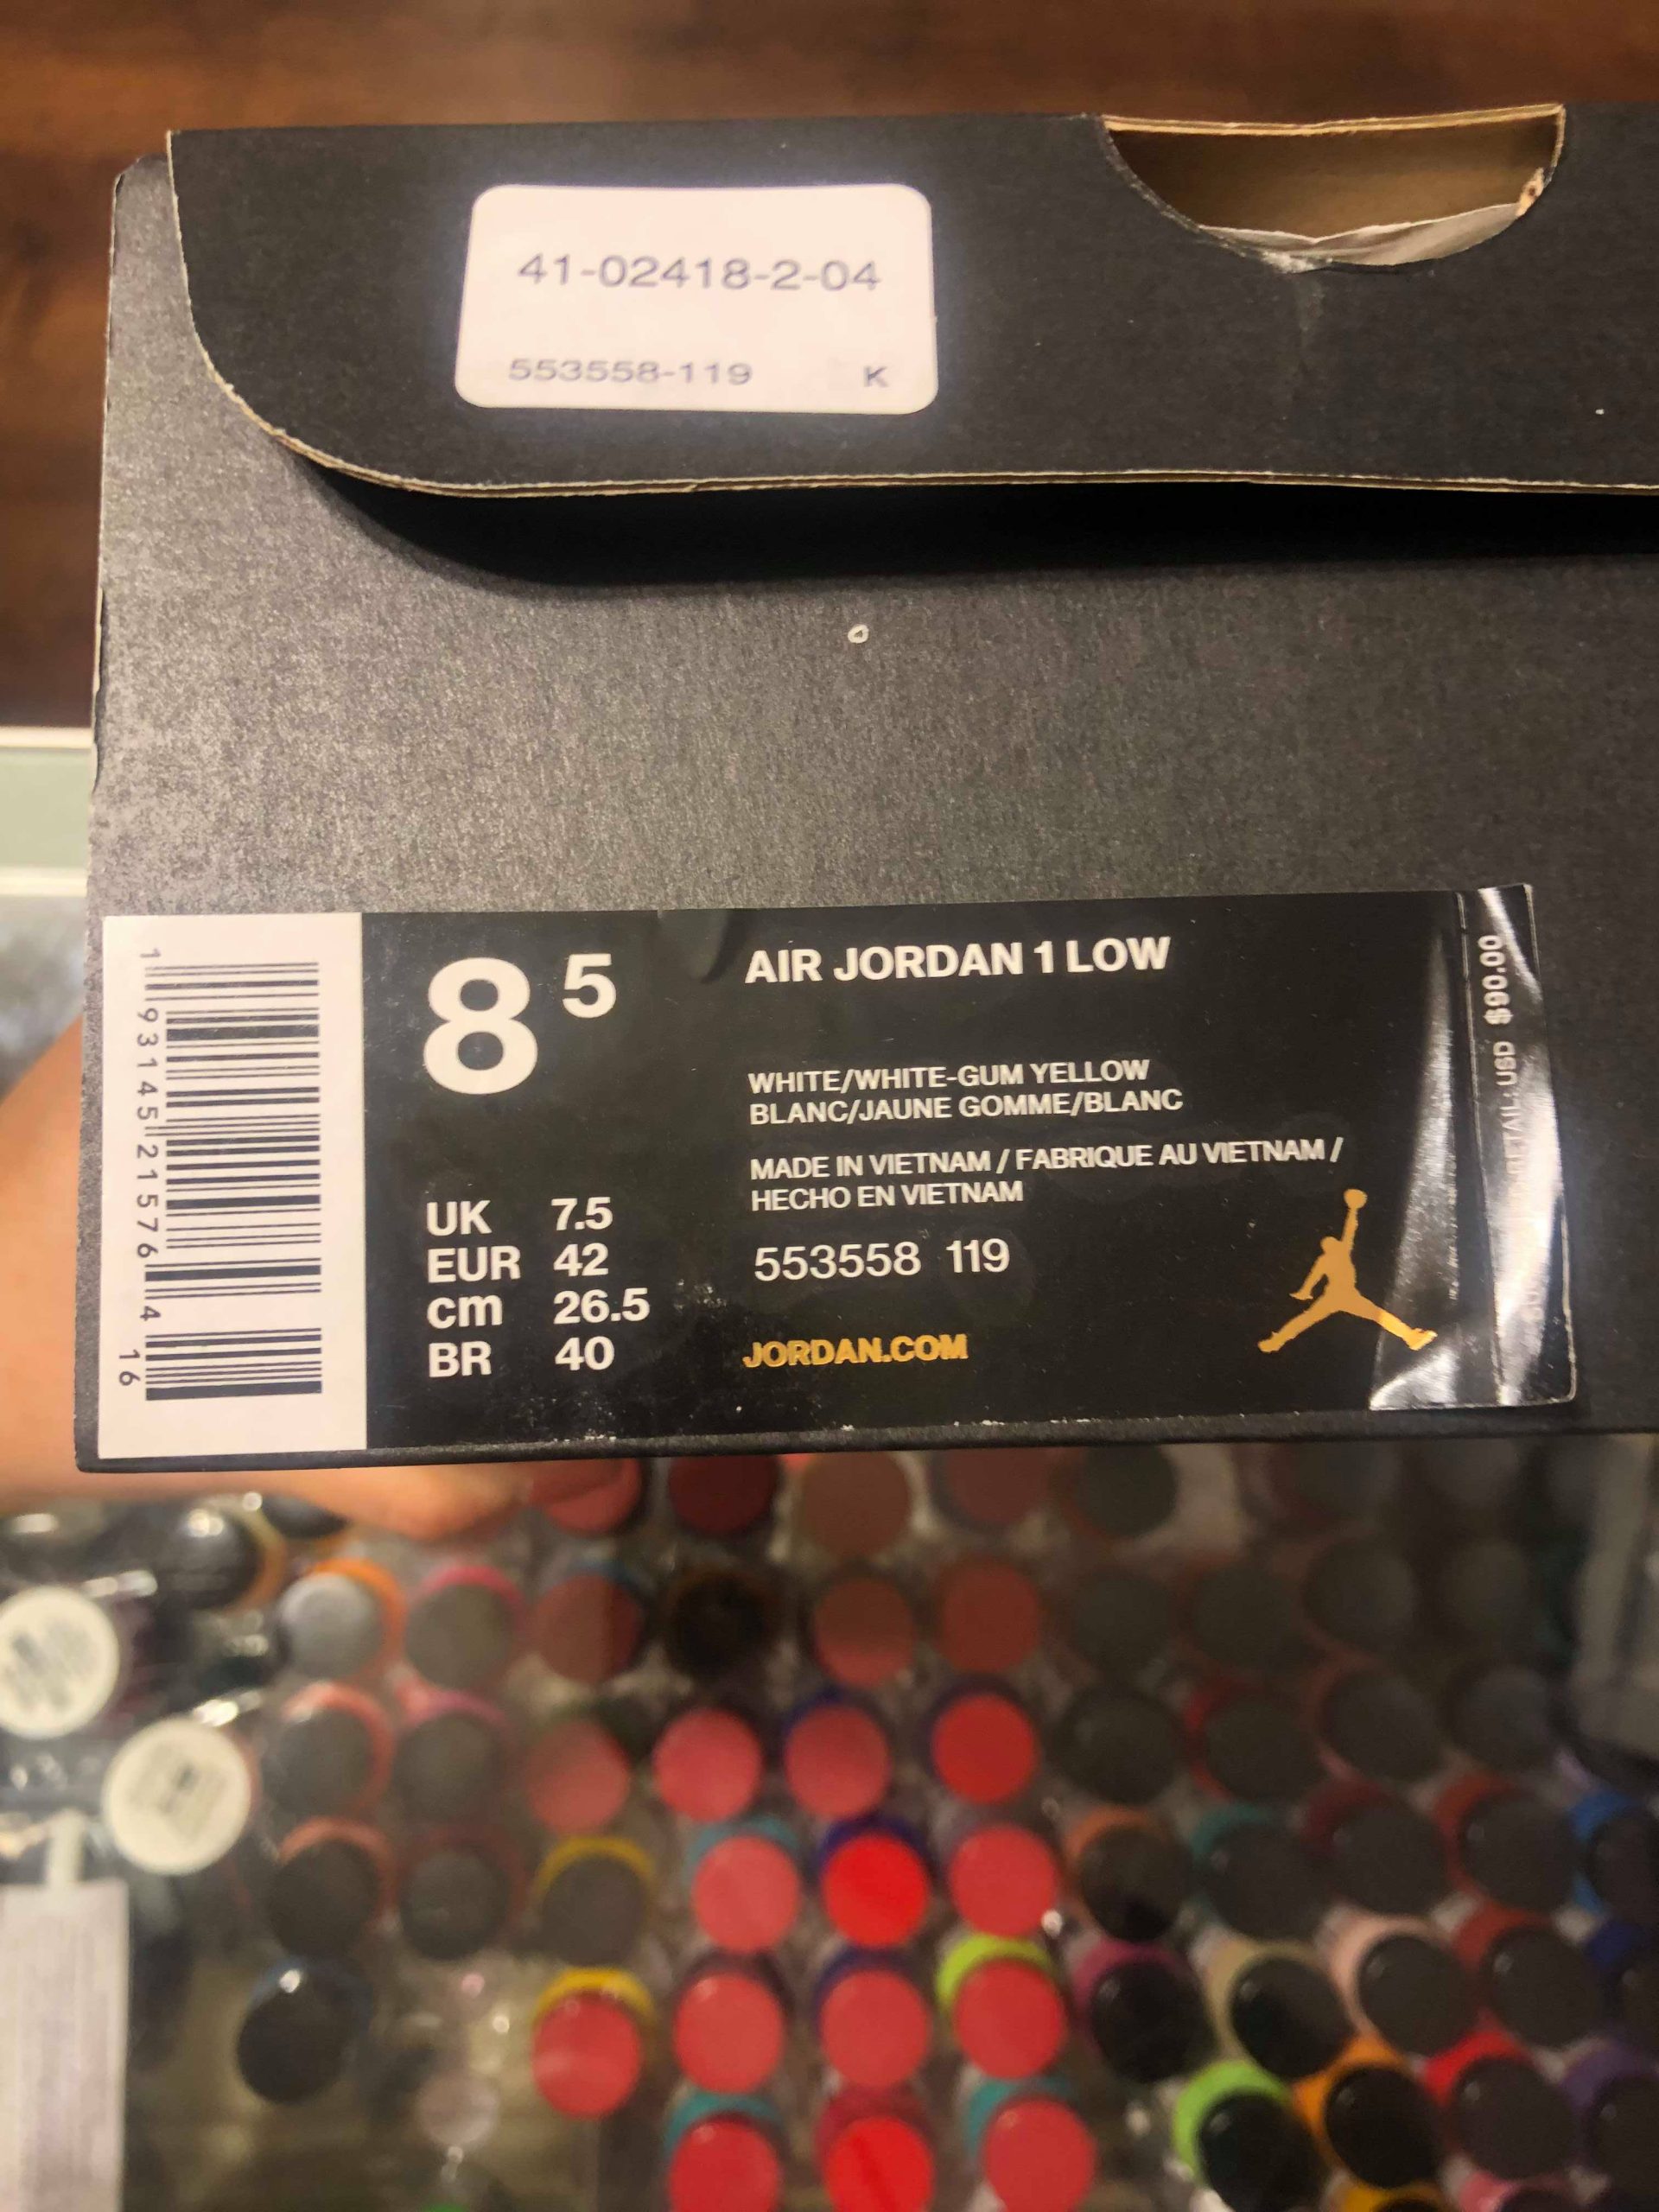 41-02418-2-04
553558-119 K
1 93145 21576 4 16
8 5
AIR JORDAN 1 LOW
WHITE/WHITE-GUM YELLOW
BLANC/JAUNE GOMME/BLANC
MADE IN VIETNAM / FABRIQUE AU VIETNAM /
HECHO EN VIETNAM
UK 7.5
EUR 42
cm 26.5
BR 40
553558 119
JORDAN.COM
RETAIL: USD $90.00